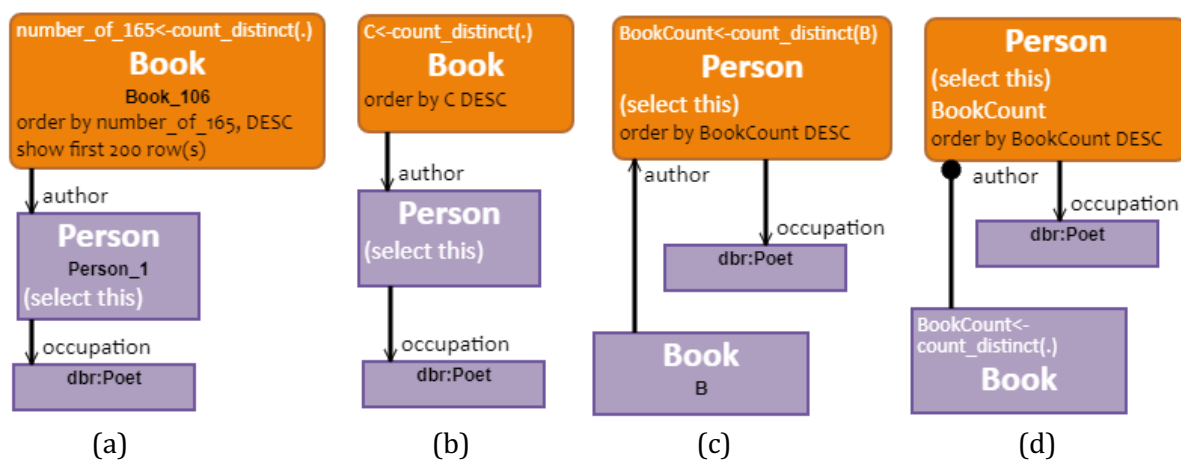 number_of_165<-count_distinct(.)
Book
Book_106
order by number_of_165, DESC
show first 200 row(s)
author
Person
Person_1
(select this)
occupation
dbr:Poet
(a)
C<-count_distinct(.)
Book
order by C DESC
author
Person
(select this)
occupation
dbr:Poet
(b)
BookCount<-count_distinct(B)
Person
(select this)
order by BookCount DESC
author
occupation
dbr:Poet
Book
B
(c)
Person
(select this)
BookCount
order by BookCount DESC
author
occupation
dbr:Poet
BookCount<-
count_distinct(.)
Book
(d)